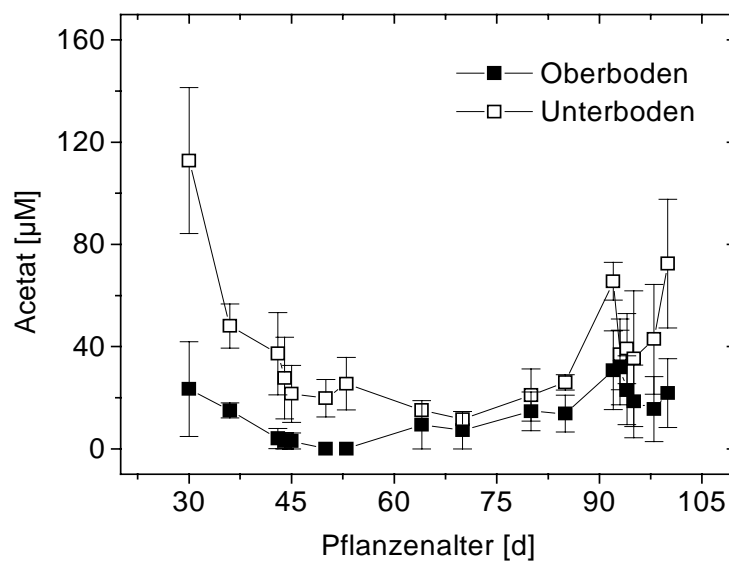 160
120
80
40
0
Acetat [µM]
Oberboden
Unterboden
30 45 60 75 90 105
Pflanzenalter [d]